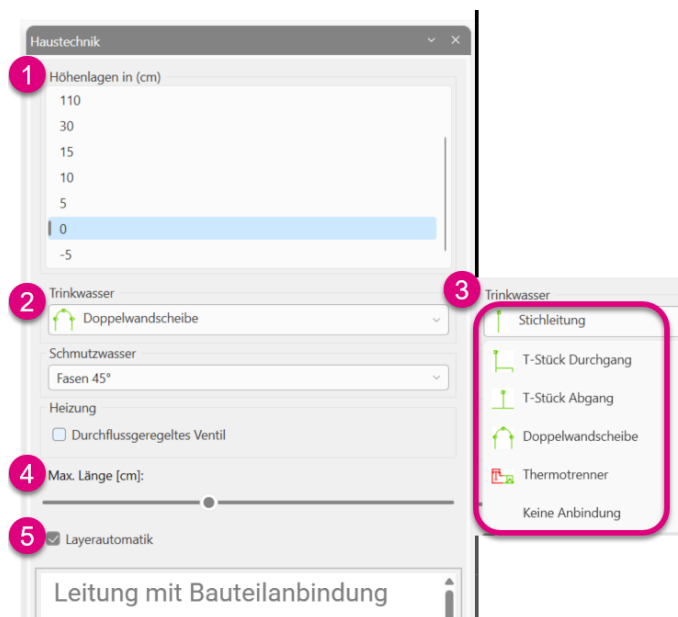 Haustechnik
1
Höhenlagen in (cm)
110
30
15
10
5
0
-5
2
Trinkwasser
Doppelwandscheibe
Schmutzwasser
Fasen 45°
Heizung
Durchflussgeregeltes Ventil
4
Max. Länge [cm]:
5
Layerautomatik
Leitung mit Bauteilanbindung
3
Trinkwasser
Stichleitung
T-Stück Durchgang
T-Stück Abgang
Doppelwandscheibe
Thermotrenner
Keine Anbindung